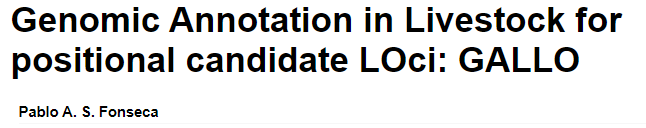 Genomic Annotation in Livestock for
positional candidate LOci: GALLO
Pablo A. S. Fonseca